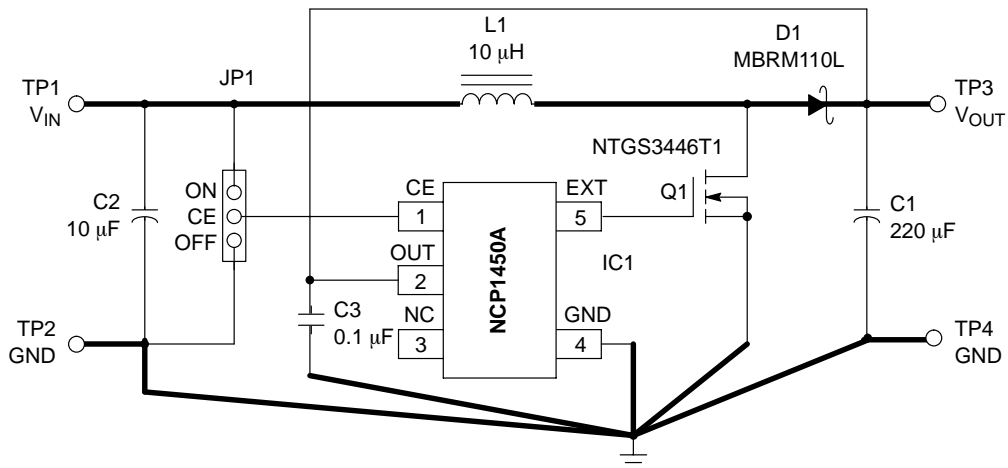 L1
10 μH
D1
MBRM110L
TP1
VIN
JP1
TP3
VOUT
NTGS3446T1
ON
CE
OFF
C2
10 μF
CE
1
EXT
5
Q1
C1
220 μF
OUT
2
NCP1450A
IC1
C3
0.1 μF
NC
3
GND
4
TP2
GND
TP4
GND